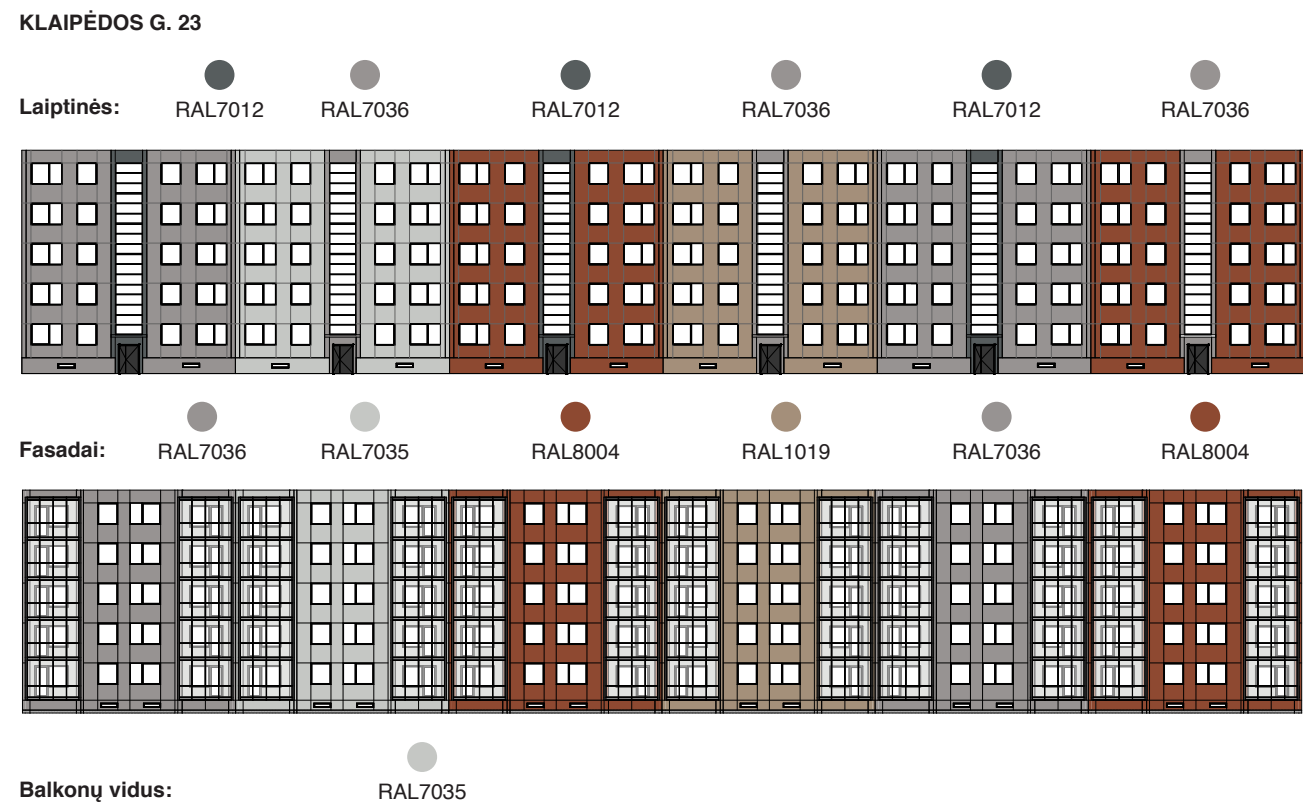 KLAIPĖDOS G. 23
Laiptinės: RAL7012 RAL7036 RAL7012 RAL7036 RAL7012 RAL7036
Fasadai: RAL7036 RAL7035 RAL8004 RAL1019 RAL7036 RAL8004
Balkonų vidus: RAL7035